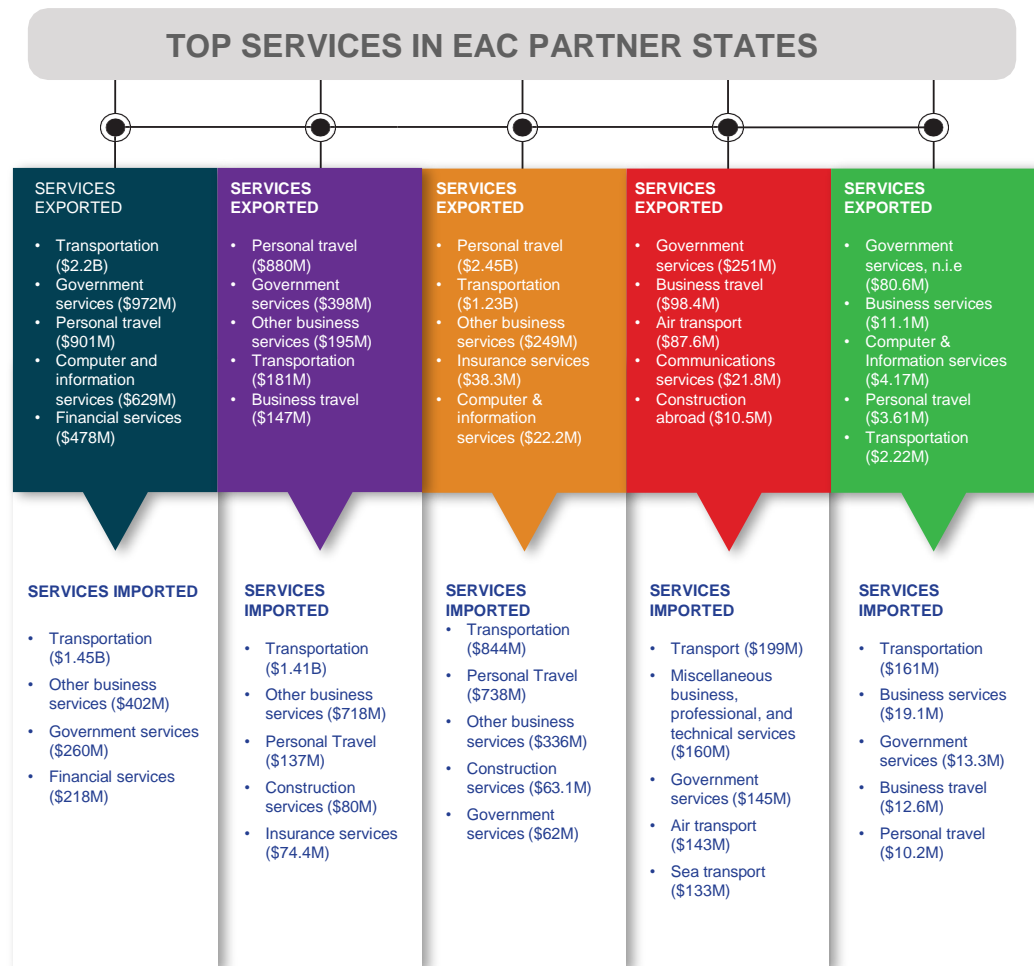 TOP SERVICES IN EAC PARTNER STATES
SERVICES
EXPORTED
• Transportation
($2.2B)
• Government
services ($972M)
• Personal travel
($901M)
• Computer and
information
services ($629M)
• Financial services
($478M)
SERVICES
EXPORTED
• Personal travel
($880M)
• Government
services ($398M)
• Other business
services ($195M)
• Transportation
($181M)
• Business travel
($147M)
SERVICES
EXPORTED
• Personal travel
($2.45B)
• Transportation
($1.23B)
• Other business
services ($249M)
• Insurance services
($38.3M)
• Computer &
information
services ($22.2M)
SERVICES
EXPORTED
• Government
services ($251M)
• Business travel
($98.4M)
• Air transport
($87.6M)
• Communications
services ($21.8M)
• Construction
abroad ($10.5M)
SERVICES
EXPORTED
• Government
services, n.i.e
($80.6M)
• Business services
($11.1M)
• Computer &
Information services
($4.17M)
• Personal travel
($3.61M)
• Transportation
($2.22M)
SERVICES IMPORTED
• Transportation
($1.45B)
• Other business
services ($402M)
• Government services
($260M)
• Financial services
($218M)
SERVICES
IMPORTED
• Transportation
($1.41B)
• Other business
services ($718M)
• Personal Travel
($137M)
• Construction
services ($80M)
• Insurance services
($74.4M)
SERVICES
IMPORTED
• Transportation
($844M)
• Personal Travel
($738M)
• Other business
services ($336M)
• Construction
services ($63.1M)
• Government
services ($62M)
SERVICES
IMPORTED
• Transport ($199M)
• Miscellaneous
business,
professional, and
technical services
($160M)
• Government
services ($145M)
• Air transport
($143M)
• Sea transport
($133M)
SERVICES
IMPORTED
• Transportation
($161M)
• Business services
($19.1M)
• Government
services ($13.3M)
• Business travel
($12.6M)
• Personal travel
($10.2M)